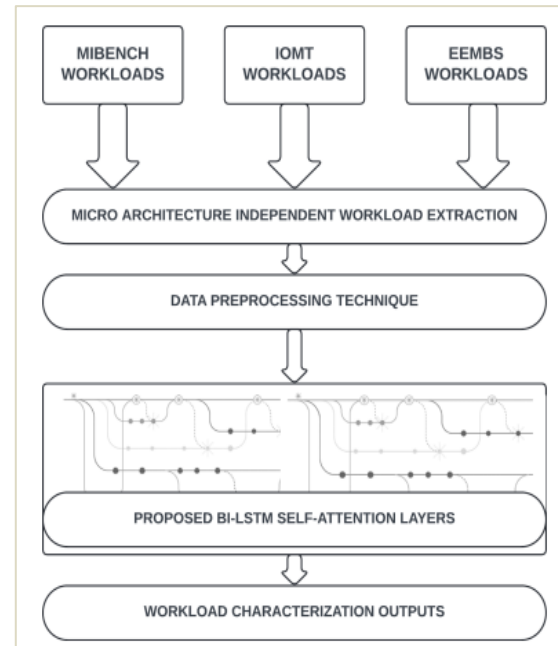 MIBENCH
WORKLOADS
IOMT
WORKLOADS
EEMBS
WORKLOADS
MICRO ARCHITECTURE INDEPENDENT WORKLOAD EXTRACTION
DATA PREPROCESSING TECHNIQUE
PROPOSED BI-LSTM SELF-ATTENTION LAYERS
WORKLOAD CHARACTERIZATION OUTPUTS